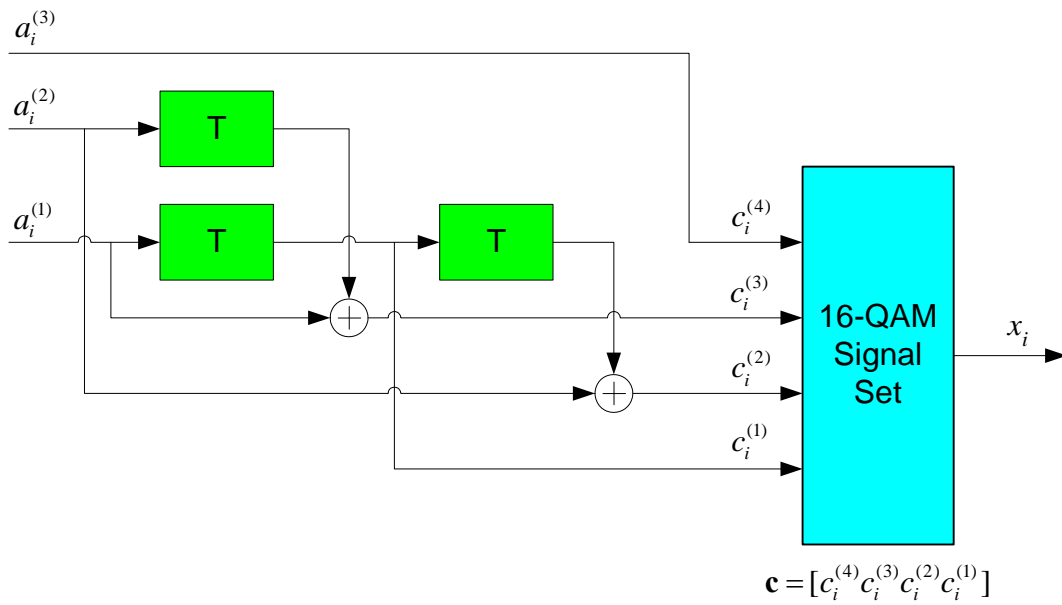 a_i^{(3)}
a_i^{(2)}
T
a_i^{(1)}
T
T
c_i^{(4)}
c_i^{(3)}
c_i^{(2)}
c_i^{(1)}
16-QAM
Signal
Set
x_i
c = [c_i^{(4)} c_i^{(3)} c_i^{(2)} c_i^{(1)}]